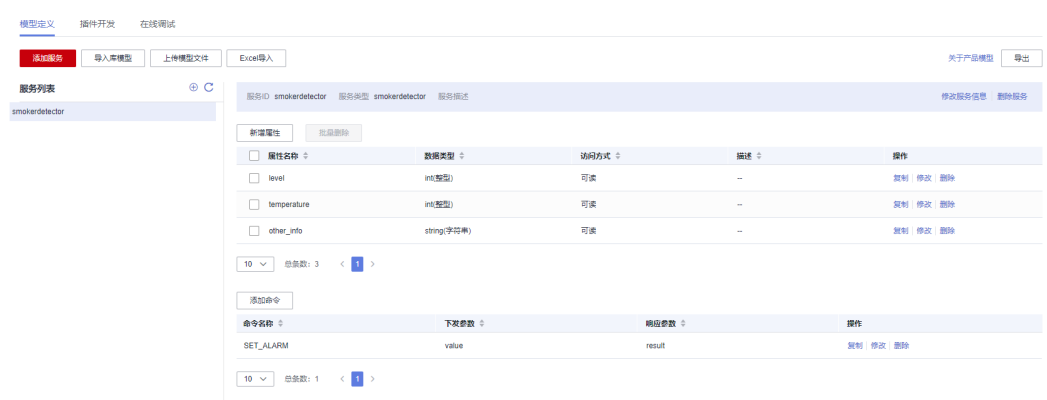 模型定义 插件开发 在线调试
添加服务 导入库模型 上传模型文件 Excel导入 关于产品模型 导出
服务列表
smokerdetector
服务ID smokerdetector 服务类型 smokerdetector 服务描述 修改服务信息 删除服务
新增属性 批量删除
属性名称 数据类型 访问方式 描述 操作
level int(整型) 可读 -- 复制 修改 删除
temperature int(整型) 可读 -- 复制 修改 删除
other_info string(字符串) 可读 -- 复制 修改 删除
10 总条数: 3 < 1 >
添加命令
命令名称 下发参数 响应参数 操作
SET_ALARM value result 复制 修改 删除
10 总条数: 1 < 1 >